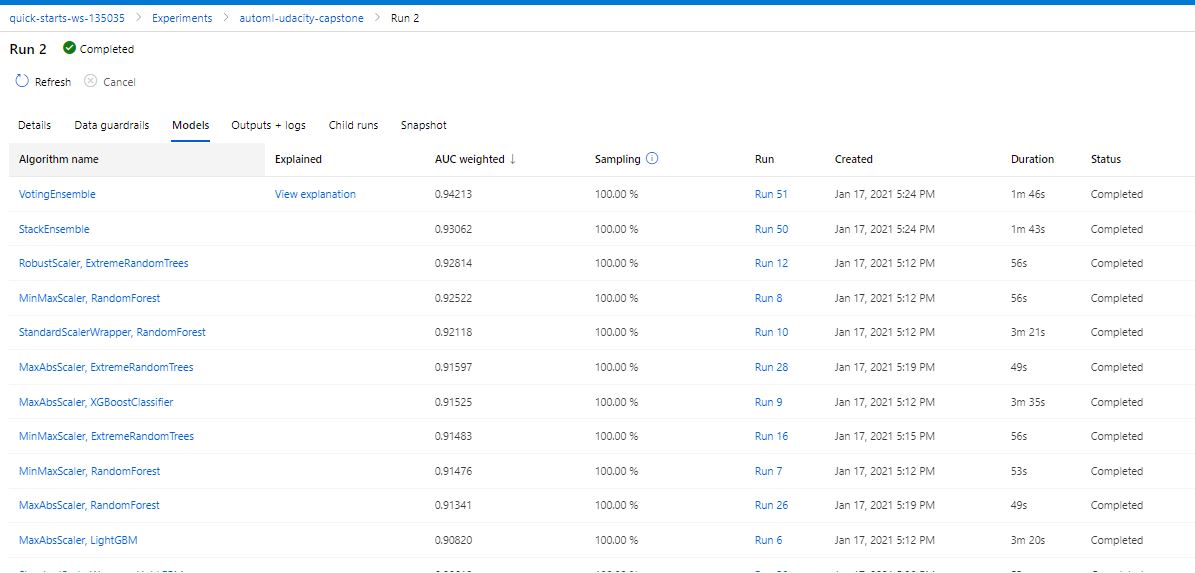 quick-starts-ws-135035 > Experiments > automl-udacity-capstone > Run 2
Run 2 Completed
Refresh Cancel
Details Data guardrails Models Outputs + logs Child runs Snapshot
Algorithm name Explained AUC weighted ↓ Sampling Run Created Duration Status
VotingEnsemble View explanation 0.94213 100.00 % Run 51 Jan 17, 2021 5:24 PM 1m 46s Completed
StackEnsemble 0.93062 100.00 % Run 50 Jan 17, 2021 5:24 PM 1m 43s Completed
RobustScaler, ExtremeRandomTrees 0.92814 100.00 % Run 12 Jan 17, 2021 5:12 PM 56s Completed
MinMaxScaler, RandomForest 0.92522 100.00 % Run 8 Jan 17, 2021 5:12 PM 56s Completed
StandardScalerWrapper, RandomForest 0.92118 100.00 % Run 10 Jan 17, 2021 5:12 PM 3m 21s Completed
MaxAbsScaler, ExtremeRandomTrees 0.91597 100.00 % Run 28 Jan 17, 2021 5:19 PM 49s Completed
MaxAbsScaler, XGBoostClassifier 0.91525 100.00 % Run 9 Jan 17, 2021 5:12 PM 3m 35s Completed
MinMaxScaler, ExtremeRandomTrees 0.91483 100.00 % Run 16 Jan 17, 2021 5:15 PM 56s Completed
MinMaxScaler, RandomForest 0.91476 100.00 % Run 7 Jan 17, 2021 5:12 PM 53s Completed
MaxAbsScaler, RandomForest 0.91341 100.00 % Run 26 Jan 17, 2021 5:19 PM 49s Completed
MaxAbsScaler, LightGBM 0.90820 100.00 % Run 6 Jan 17, 2021 5:12 PM 3m 20s Completed